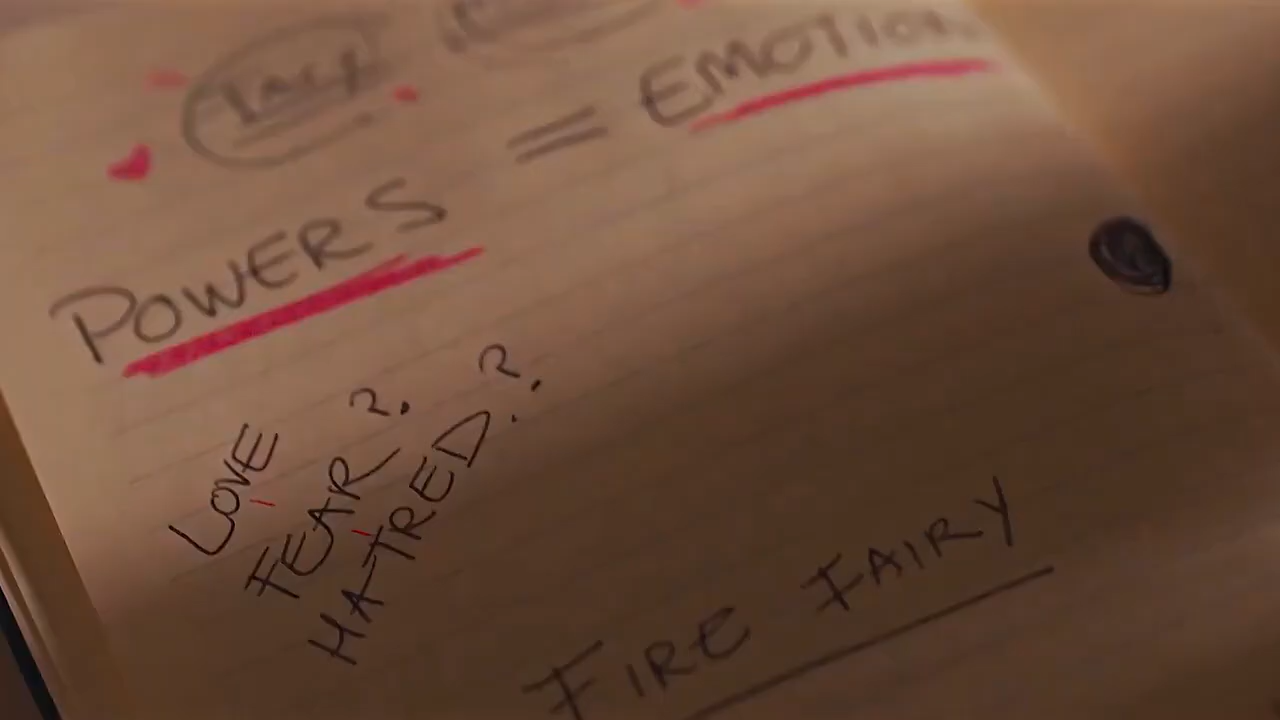 POWERS = EMOTION
LOVE
FEAR ?.
HATRED.?
FIRE FAIRY